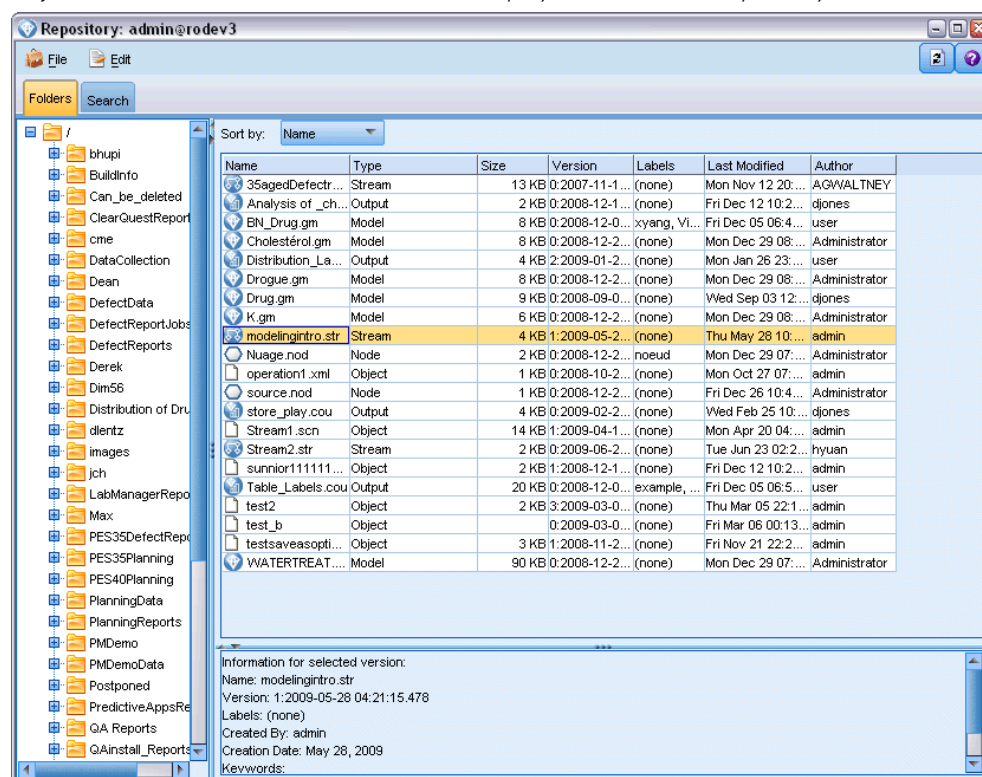 Repository: admin@rodev3
File Edit
Folders Search
/
bhupi
BuildInfo
Can_be_deleted
ClearQuestReport
cme
DataCollection
Dean
DefectData
DefectReportJobs
DefectReports
Derek
Dim56
Distribution of Dru
dlentz
images
jch
LabManagerRepo
Max
PES35DefectRepo
PES35Planning
PES40Planning
PlanningData
PlanningReports
PMDemo
PMDemoData
Postponed
PredictiveAppsRe
QA Reports
QAinstall_Reports
Sort by: Name
Name Type Size Version Labels Last Modified Author
35agedDefectr... Stream 13 KB 0:2007-11-1... (none) Mon Nov 12 20:... AGWALTNEY
Analysis of _ch... Output 2 KB 0:2008-12-1... (none) Fri Dec 12 10:2... djones
BN_Drug.gm Model 8 KB 0:2008-12-0... xyang, Vi... Fri Dec 05 06:4... user
Cholestérol.gm Model 8 KB 0:2008-12-2... (none) Mon Dec 29 08:... Administrator
Distribution_La... Output 4 KB 2:2009-01-2... (none) Mon Jan 26 23:... user
Drogue.gm Model 8 KB 0:2008-12-2... (none) Mon Dec 29 08:... Administrator
Drug.gm Model 9 KB 0:2008-09-0... (none) Wed Sep 03 12:... djones
K.gm Model 6 KB 0:2008-12-2... (none) Mon Dec 29 08:... Administrator
modelingintro.str Stream 4 KB 1:2009-05-2... (none) Thu May 28 10:... admin
Nuage.nod Node 2 KB 0:2008-12-2... noeud Mon Dec 29 07:... Administrator
operation1.xml Object 1 KB 0:2008-10-2... (none) Mon Oct 27 07:... admin
source.nod Node 1 KB 0:2008-12-2... (none) Fri Dec 26 10:4... Administrator
store_play.cou Output 4 KB 0:2009-02-2... (none) Wed Feb 25 10:... djones
Stream1.scn Object 14 KB 1:2009-04-1... (none) Mon Apr 20 04:... admin
Stream2.str Stream 2 KB 0:2009-06-2... (none) Tue Jun 23 02:2... hyuan
sunnior111111... Object 2 KB 1:2008-12-1... (none) Fri Dec 12 10:2... admin
Table_Labels.cou Output 20 KB 0:2008-12-0... example, ... Fri Dec 05 06:5... user
test2 Object 2 KB 3:2009-03-0... (none) Thu Mar 05 22:1... admin
test_b Object 0:2009-03-0... (none) Fri Mar 06 00:13... admin
testsaveasopti... Object 3 KB 1:2008-11-2... (none) Fri Nov 21 22:2... admin
WATERTREAT.... Model 90 KB 0:2008-12-2... (none) Mon Dec 29 07:... Administrator
Information for selected version:
Name: modelingintro.str
Version: 1:2009-05-28 04:21:15.478
Labels: (none)
Created By: admin
Creation Date: May 28, 2009
Keywords: